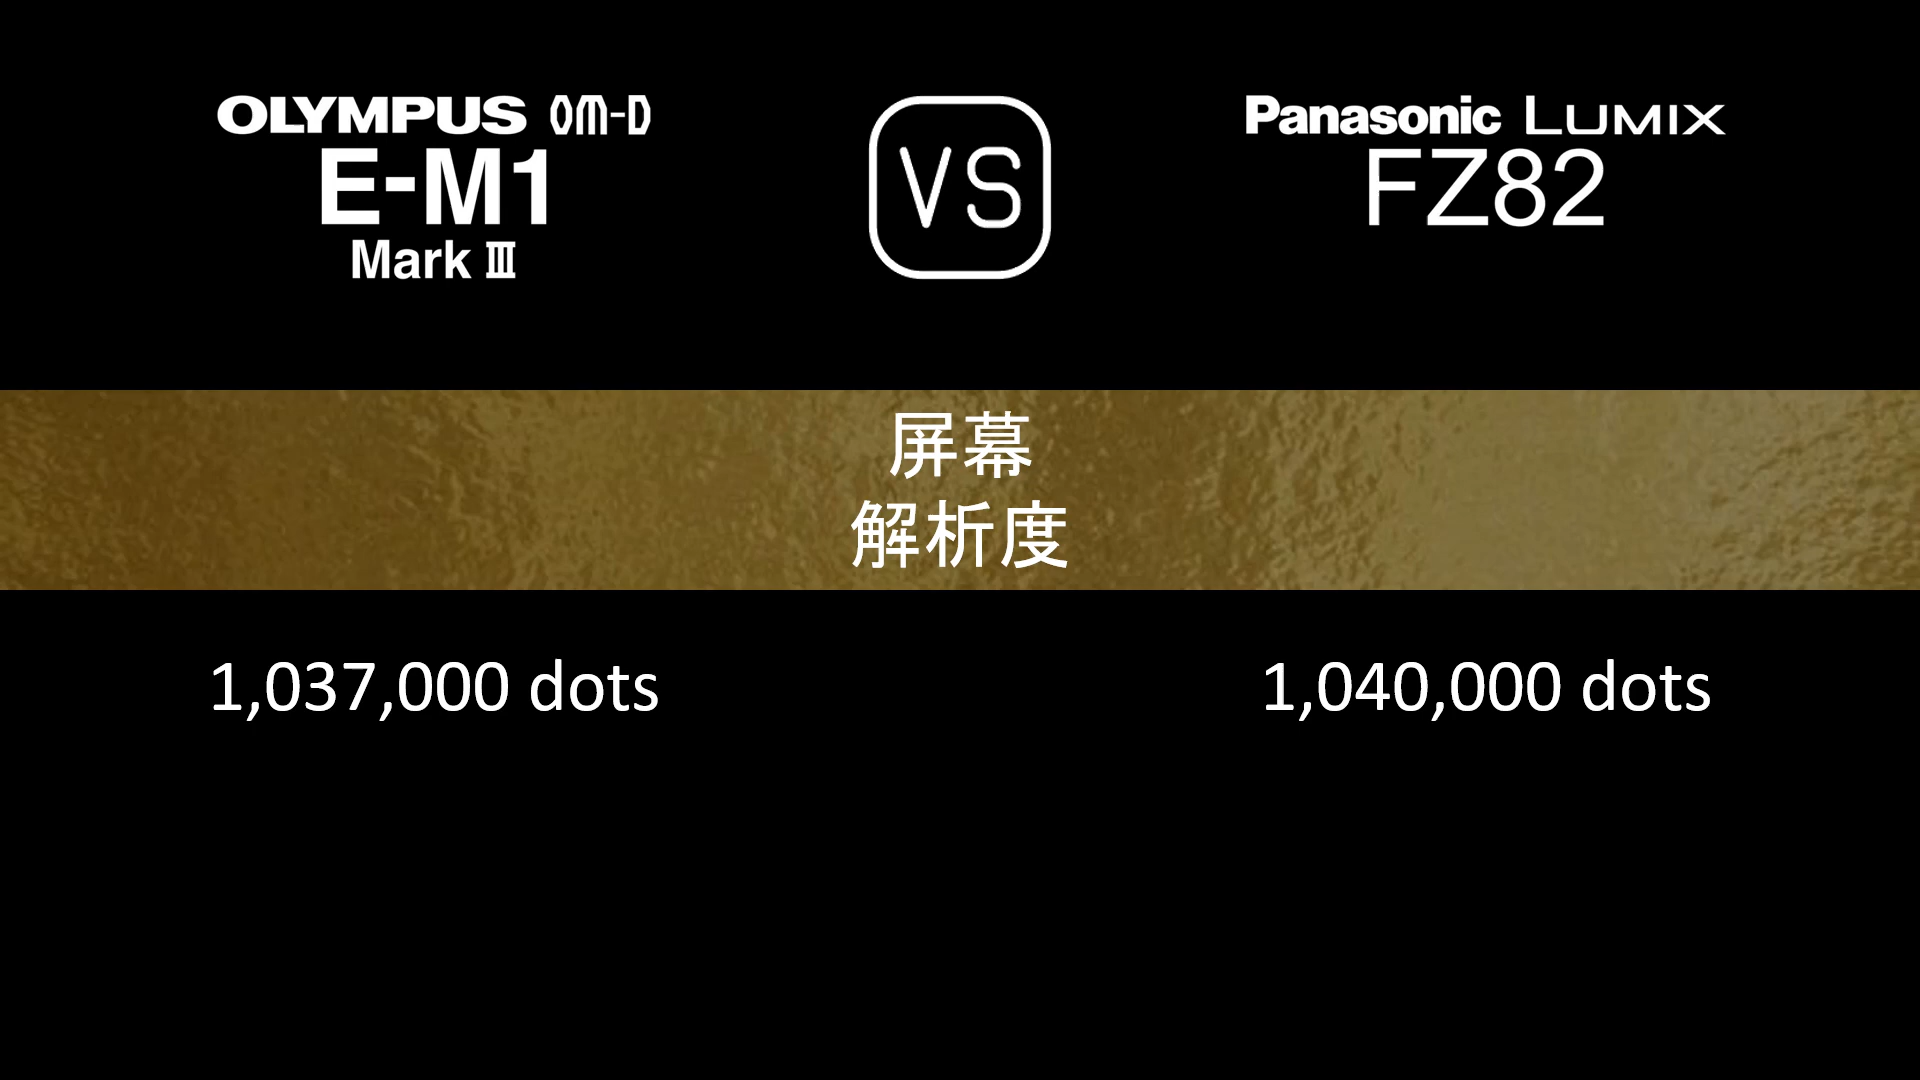 OLYMPUS OM-D
E-M1
Mark III
VS
Panasonic LUMIX
FZ82
屏幕
解析度
1,037,000 dots
1,040,000 dots